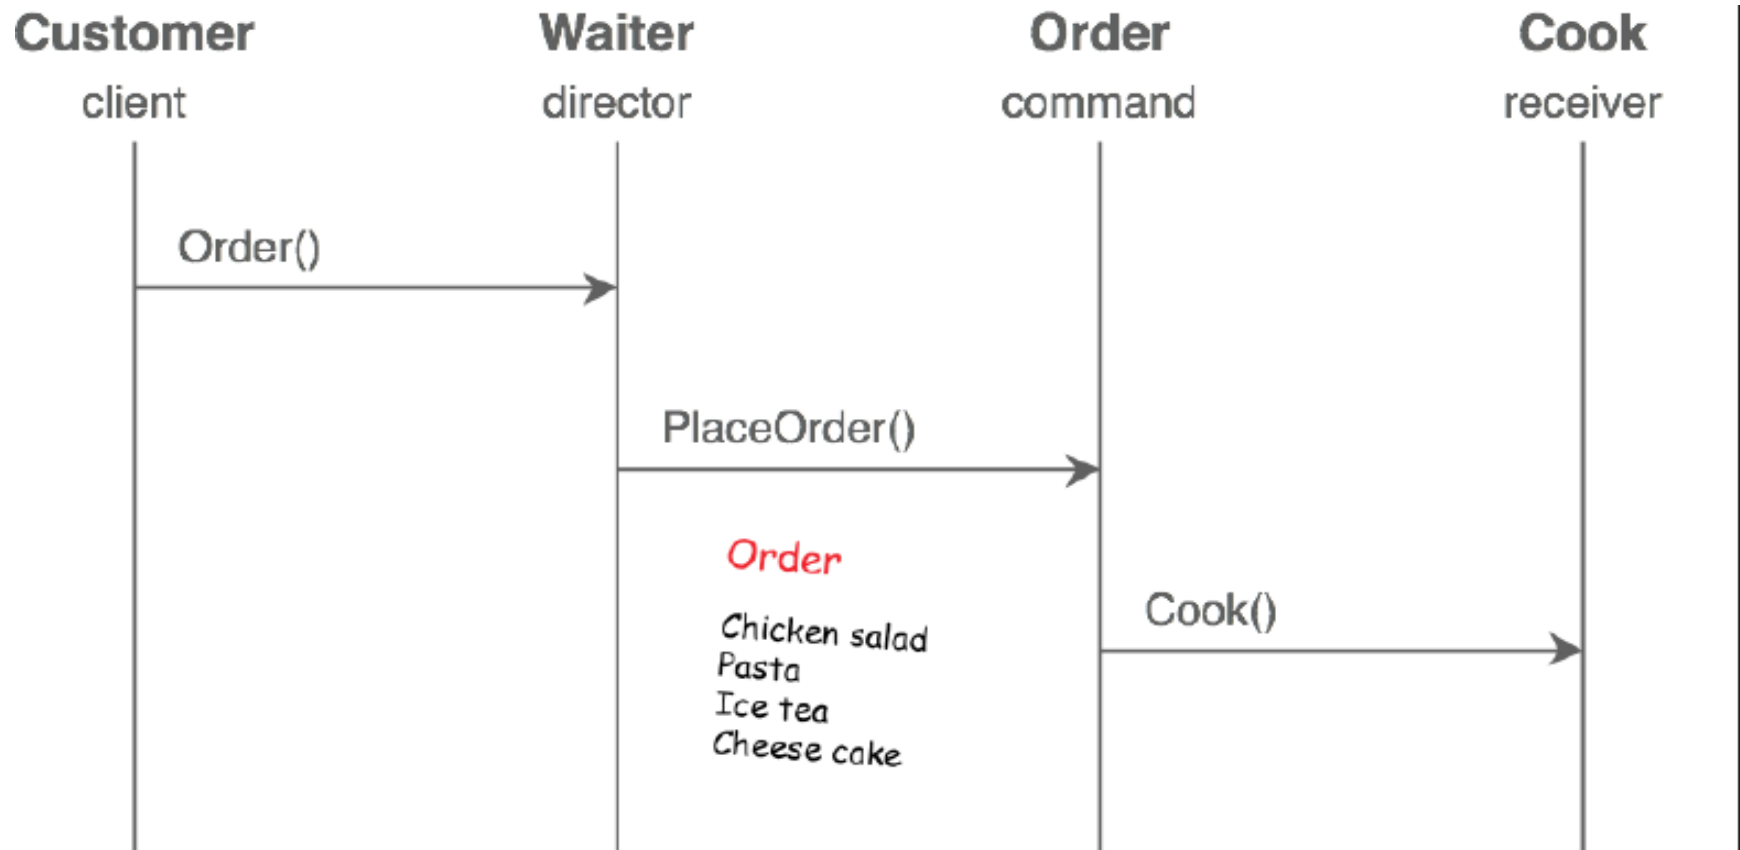 Customer Waiter Order Cook
client director command receiver
Order()
PlaceOrder()
Order
Cook()
Chicken salad
Pasta
Ice tea
Cheese cake